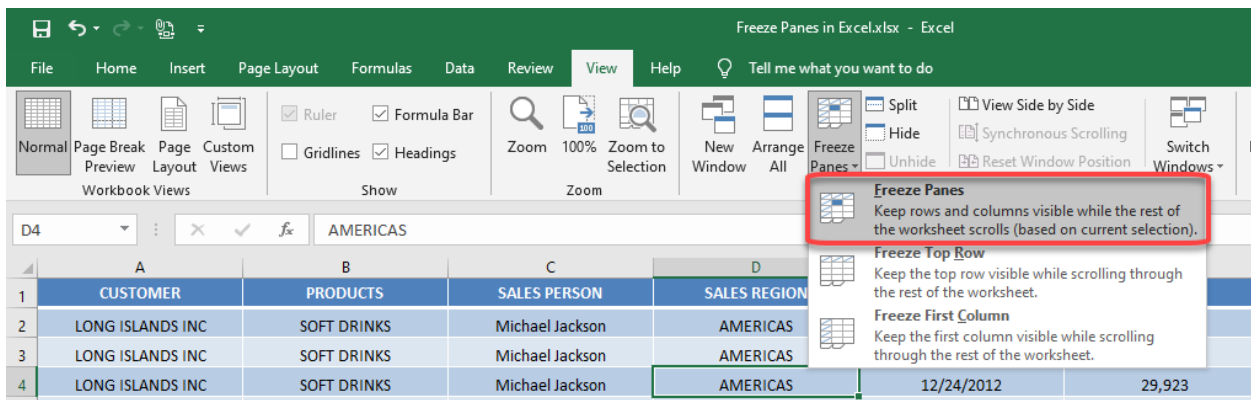 Freeze Panes in Excel.xlsx - Excel
File Home Insert Page Layout Formulas Data Review View Help Tell me what you want to do
Normal Page Break Preview Page Layout Custom Views
Workbook Views
Ruler Formula Bar
Gridlines Headings
Show
Zoom 100% Zoom to Selection
Zoom
New Window Arrange All Freeze Panes
Split
Hide
Unhide
View Side by Side
Synchronous Scrolling
Reset Window Position
Switch Windows
Freeze Panes
Keep rows and columns visible while the rest of
the worksheet scrolls (based on current selection).
Freeze Top Row
Keep the top row visible while scrolling through
the rest of the worksheet.
Freeze First Column
Keep the first column visible while scrolling
through the rest of the worksheet.
D4 fx AMERICAS
A B C D
1 CUSTOMER PRODUCTS SALES PERSON SALES REGION
2 LONG ISLANDS INC SOFT DRINKS Michael Jackson AMERICAS
3 LONG ISLANDS INC SOFT DRINKS Michael Jackson AMERICAS
4 LONG ISLANDS INC SOFT DRINKS Michael Jackson AMERICAS 12/24/2012 29,923